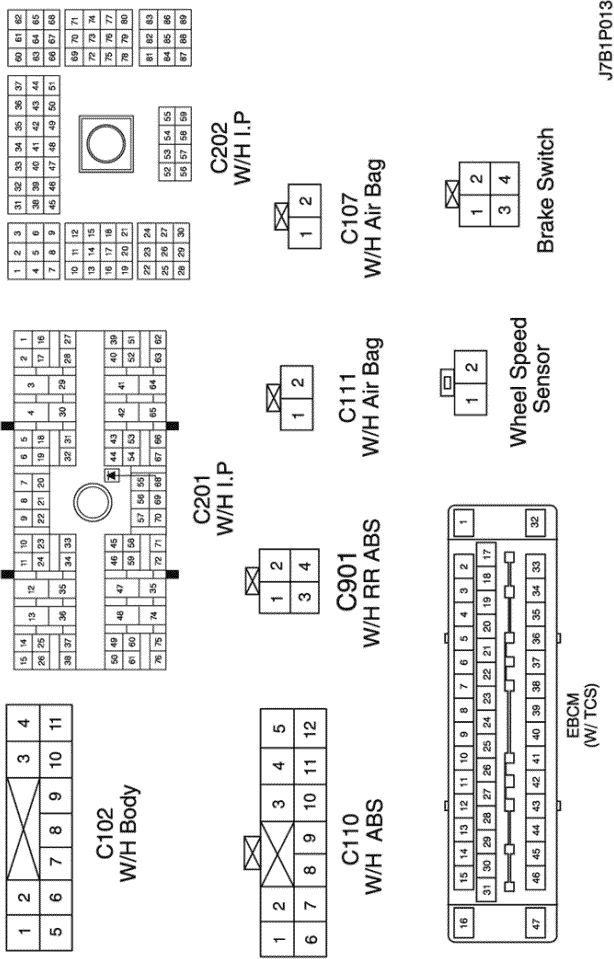 1 2 3 4
5 6 7 8 9 10 11
C102
W/H Body
15 14 13 12 11 10 9 8 7 6 5 4 3 2 1
26 25 24 23 22 21 20 19 18 17 16
38 37 36 35 34 33 32 31 30 29 28 27
50 49 48 47 46 45 44 43 42 41 40 39
61 60 59 58 57 56 55 54 53 52 51
76 75 74 35 72 71 70 69 68 67 66 65 64 63 62
C201
W/H I.P
1 2 3
4 5 6
7 8 9
10 11 12
13 14 15
16 17 18
19 20 21
22 23 24
25 26 27
28 29 30
31 32 33 34 35 36 37
38 39 40 41 42 43 44
45 46 47 48 49 50 51
52 53 54 55
56 57 58 59
60 61 62
63 64 65
66 67 68
69 70 71
72 73 74
75 76 77
78 79 80
81 82 83
84 85 86
87 88 89
C202
W/H I.P
1 2 3 4 5
6 7 8 9 10 11 12
C110
W/H ABS
1 2
3 4
C901
W/H RR ABS
1 2
C111
W/H Air Bag
1 2
C107
W/H Air Bag
16 15 14 13 12 11 10 9 8 7 6 5 4 3 2 1
31 30 29 28 27 26 25 24 23 22 21 20 19 18 17
47 46 45 44 43 42 41 40 39 38 37 36 35 34 33 32
EBCM
(W/ TCS)
1 2
Wheel Speed
Sensor
1 2
3 4
Brake Switch
J7B1P013